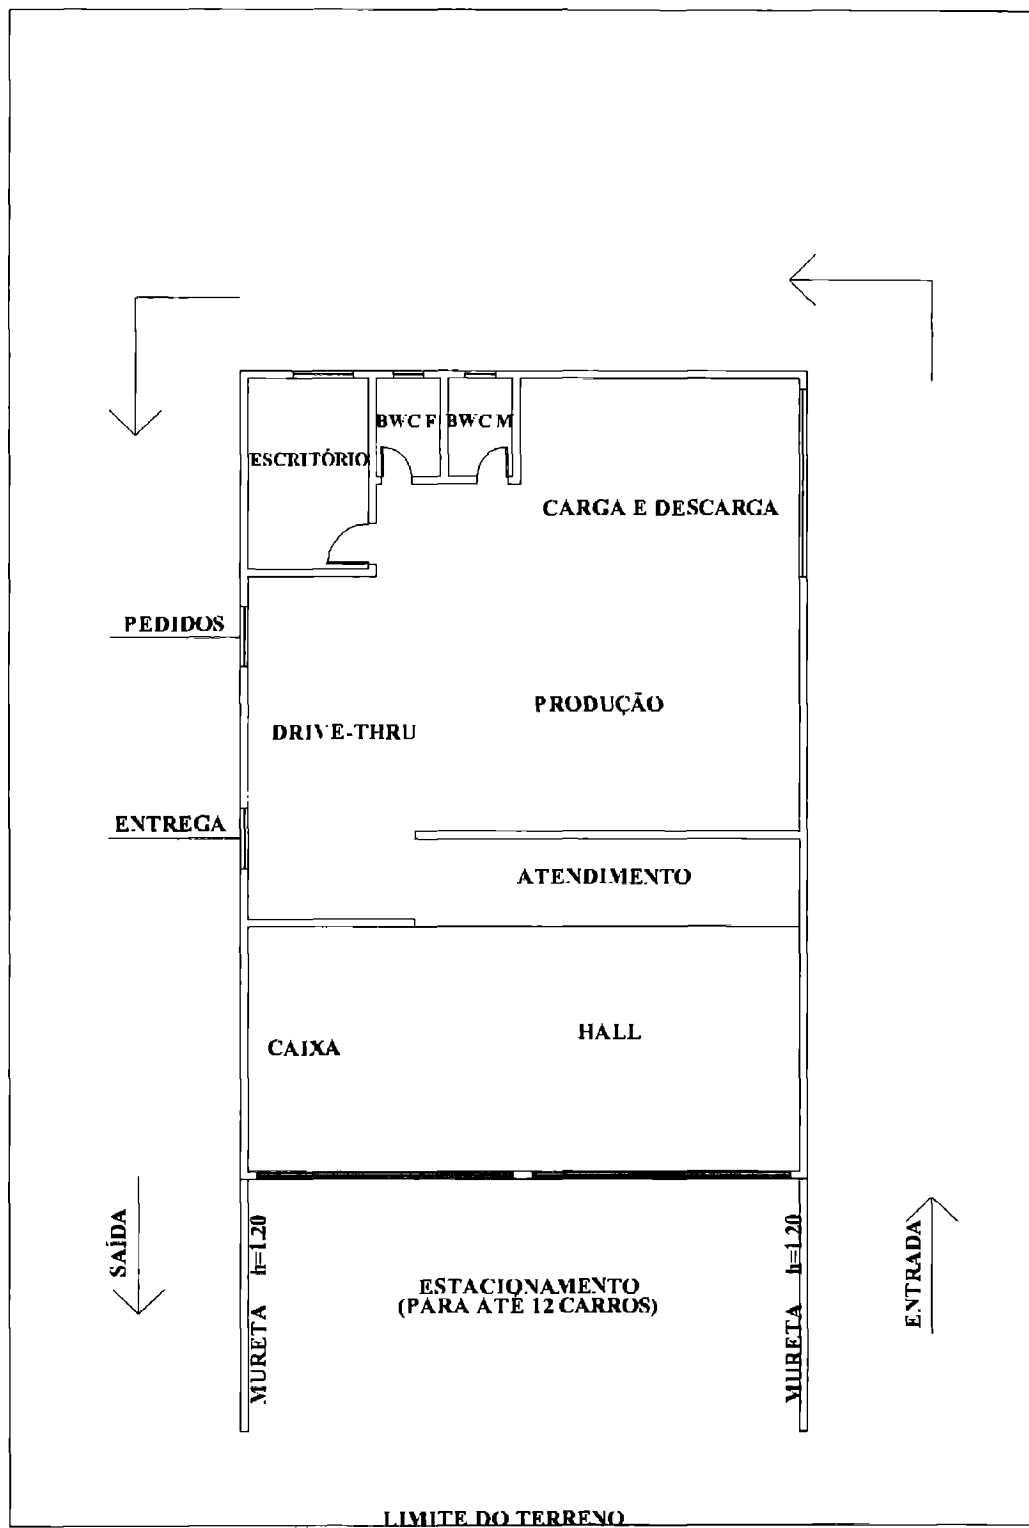 BWC F
BWC M
ESCRITÓRIO
CARGA E DESCARGA
PEDIDOS
PRODUÇÃO
DRIVE-THRU
ENTREGA
ATENDIMENTO
HALL
CAIXA
SAÍDA
MURETA h=1.20
ESTACIONAMENTO
(PARA ATÉ 12 CARROS)
MURETA h=1.20
ENTRADA
LIMITE DO TERRENO